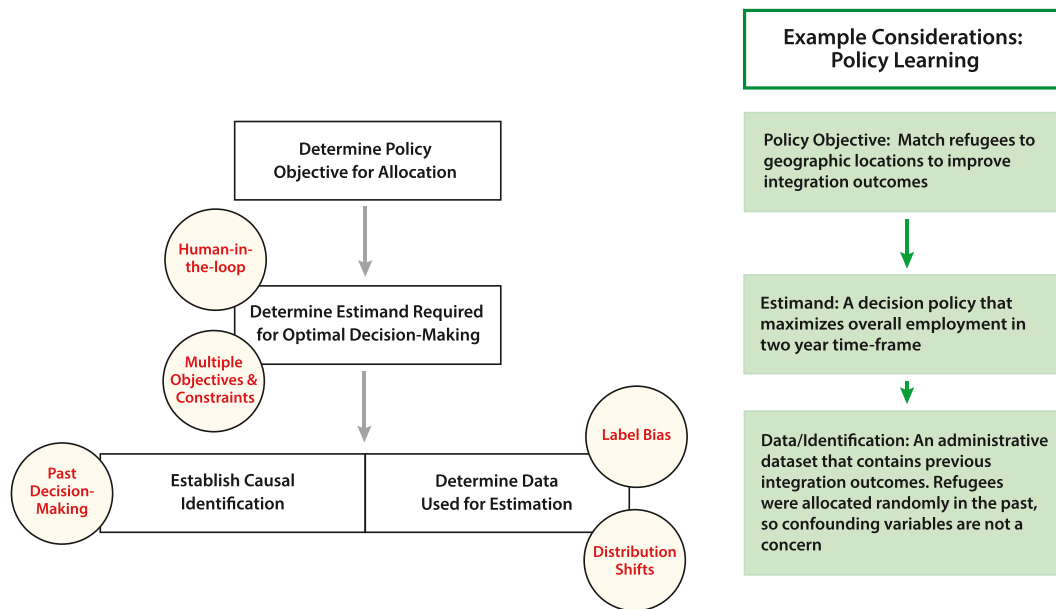 Example Considerations:
Policy Learning
Determine Policy
Objective for Allocation
Human-in-
the-loop
Determine Estimand Required
for Optimal Decision-Making
Multiple
Objectives &
Constraints
Label Bias
Past
Decision-
Making
Establish Causal
Identification
Determine Data
Used for Estimation
Distribution
Shifts
Policy Objective:  Match refugees to
geographic locations to improve
integration outcomes
Estimand: A decision policy that
maximizes overall employment in
two year time-frame
Data/Identification: An administrative
dataset that contains previous
integration outcomes. Refugees
were allocated randomly in the past,
so confounding variables are not a
concern